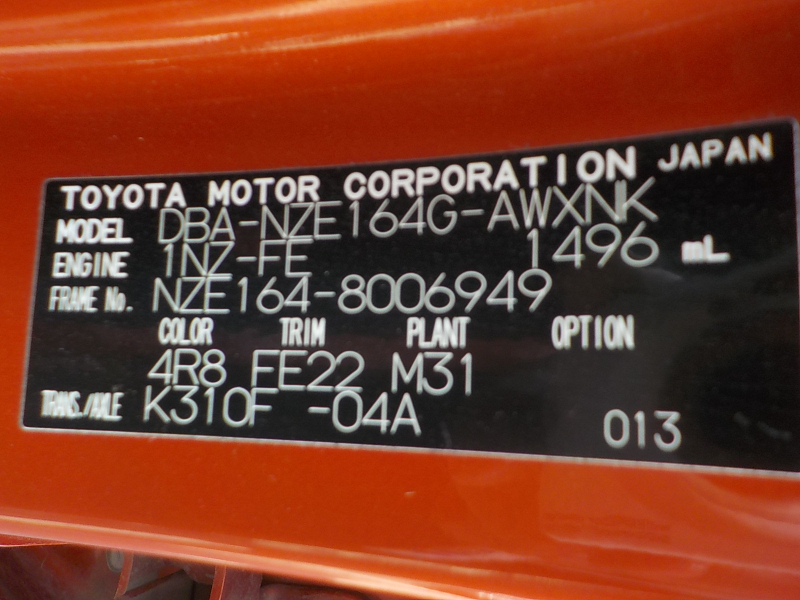 TOYOTA MOTOR CORPORATION JAPAN
MODEL DBA-NZE164G-AWXNK
ENGINE 1NZ-FE 1496 mL
FRAME No. NZE164-8006949
COLOR TRIM PLANT OPTION
4R8 FE22 M31
TRANS./AXLE K310F -04A 013